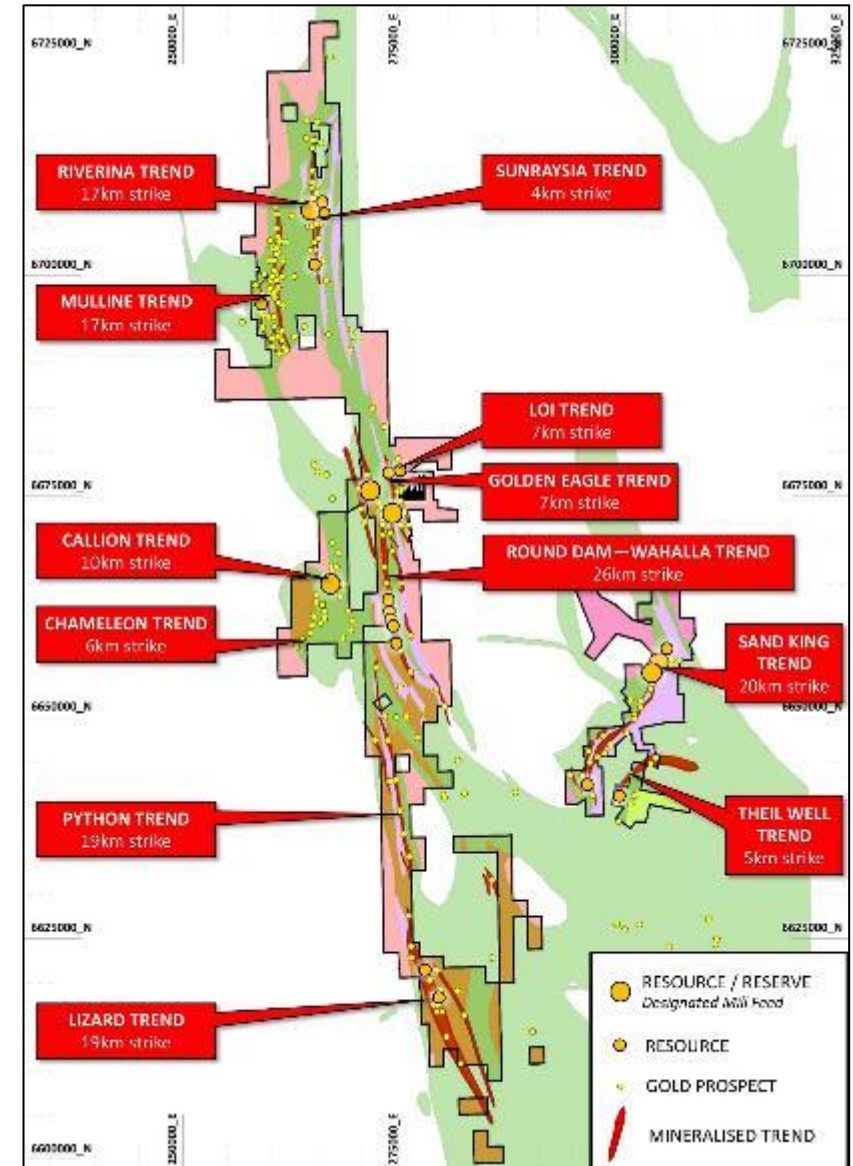 6725000_N
250000_E
275000_E
300000_E
325000_E
6725000_N
RIVERINA TREND
17km strike
SUNRAYSIA TREND
4km strike
6700000_N
6700000_N
MULLINE TREND
17km strike
LOI TREND
7km strike
GOLDEN EAGLE TREND
7km strike
6675000_N
6675000_N
CALLION TREND
10km strike
ROUND DAM—WAHALLA TREND
26km strike
CHAMELEON TREND
6km strike
SAND KING
TREND
20km strike
6650000_N
6650000_N
PYTHON TREND
19km strike
THEIL WELL
TREND
5km strike
6625000_N
6625000_N
LIZARD TREND
19km strike
RESOURCE / RESERVE
Designated Mill Feed
RESOURCE
GOLD PROSPECT
MINERALISED TREND
6600000_N
250000_E
275000_E